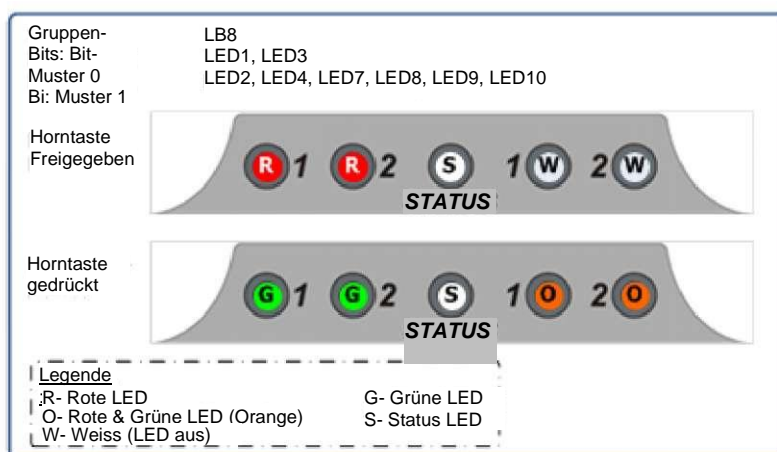 Gruppen- LB8
Bits: Bit- LED1, LED3
Muster 0 LED2, LED4, LED7, LED8, LED9, LED10
Bi: Muster 1
Horntaste
Freigegeben
R 1 R 2 S 1 W 2 W
STATUS
Horntaste
gedrückt
G 1 G 2 S 1 O 2 O
STATUS
Legende
R- Rote LED G- Grüne LED
O- Rote & Grüne LED (Orange) S- Status LED
W- Weiss (LED aus)